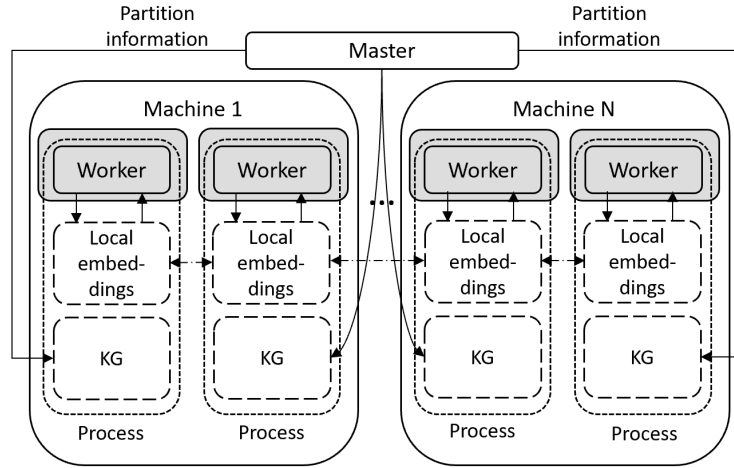 Partition
information
Master
Partition
information
Machine 1
Worker
Local
embed-
dings
KG
Process
Worker
Local
embed-
dings
KG
Process
...
Machine N
Worker
Local
embed-
dings
KG
Process
Worker
Local
embed-
dings
KG
Process